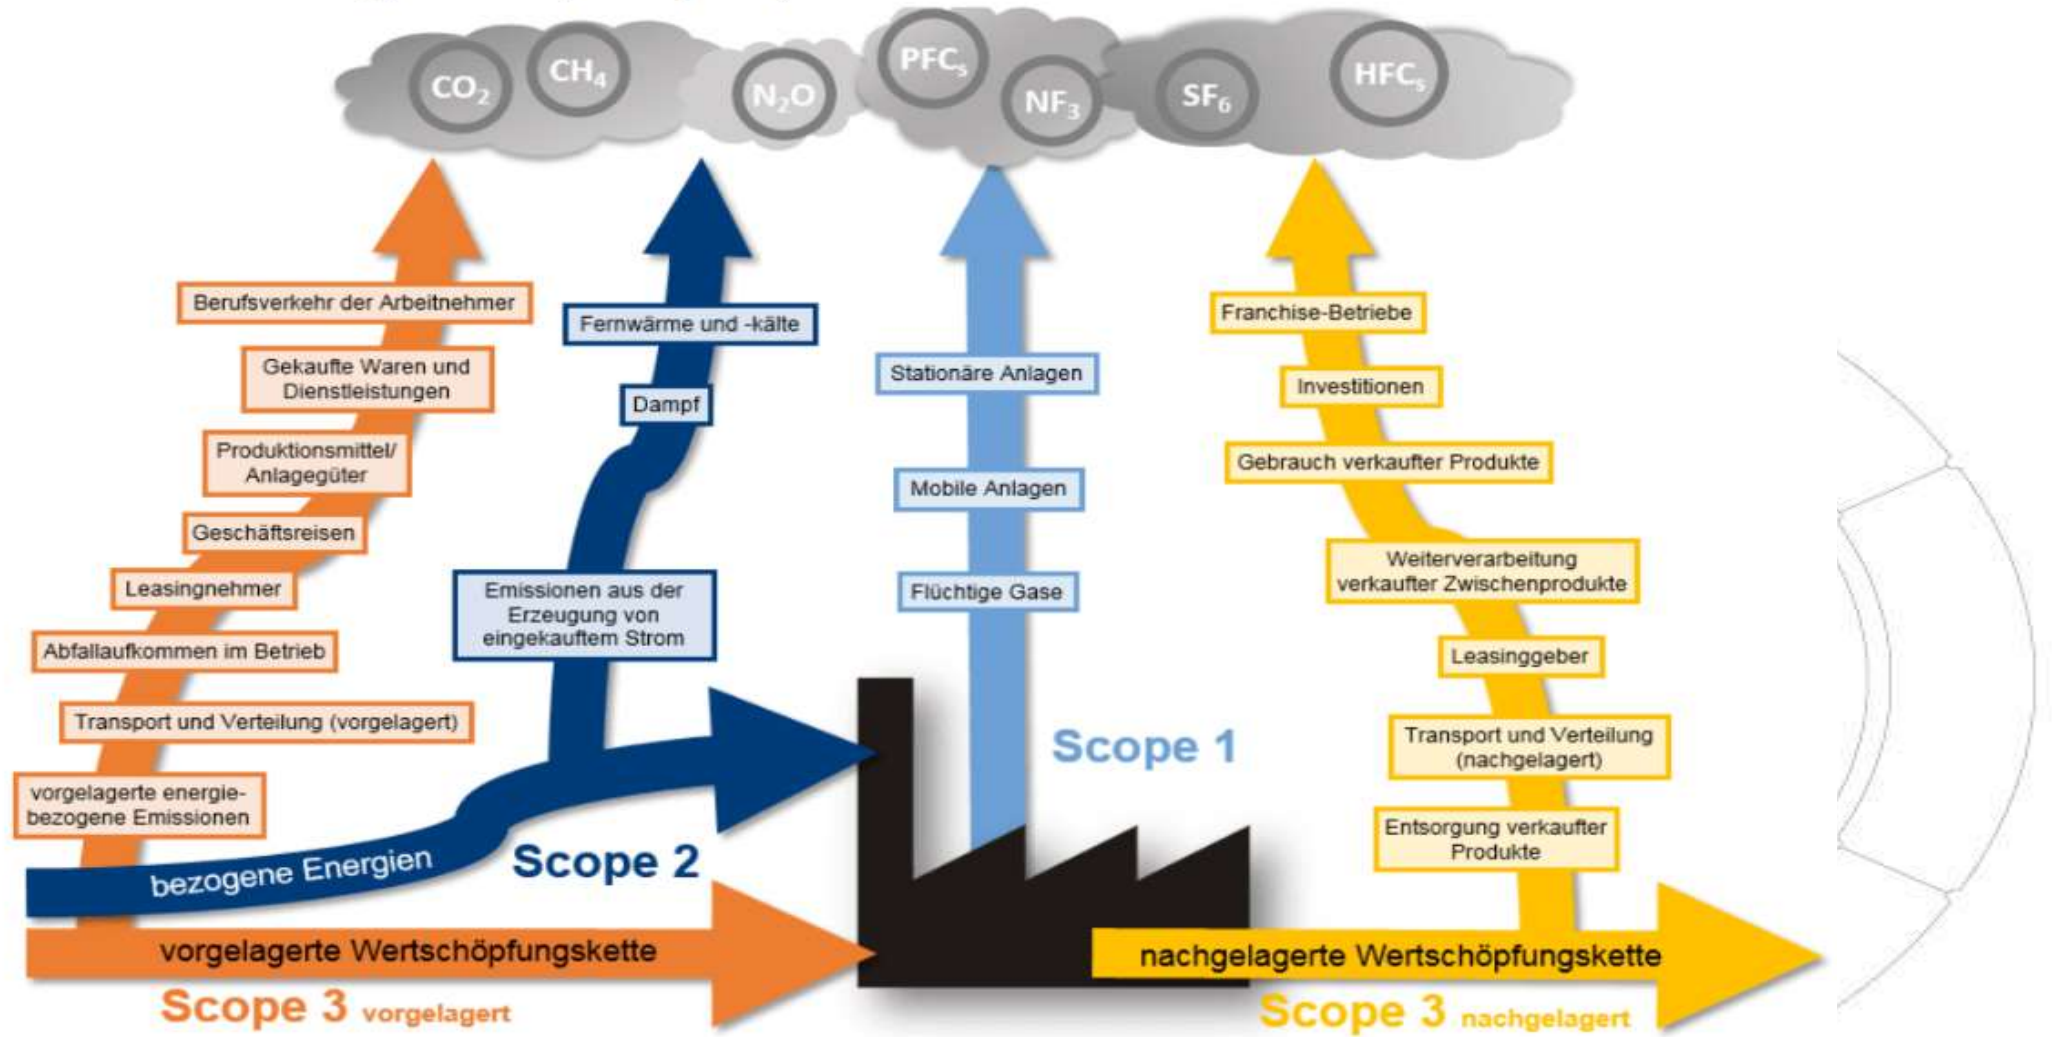 CO₂
CH₄
N₂O
PFCₛ
NF₃
SF₆
HFCₛ
Berufsverkehr der Arbeitnehmer
Gekaufte Waren und
Dienstleistungen
Produktionsmittel/
Anlagegüter
Geschäftsreisen
Leasingnehmer
Abfallaufkommen im Betrieb
Transport und Verteilung (vorgelagert)
vorgelagerte energie-
bezogene Emissionen
Fernwärme und -kälte
Dampf
Emissionen aus der
Erzeugung von
eingekauftem Strom
Stationäre Anlagen
Mobile Anlagen
Flüchtige Gase
Scope 1
Franchise-Betriebe
Investitionen
Gebrauch verkaufter Produkte
Weiterverarbeitung
verkaufter Zwischenprodukte
Leasinggeber
Transport und Verteilung
(nachgelagert)
Entsorgung verkaufter
Produkte
bezogene Energien
Scope 2
vorgelagerte Wertschöpfungskette
Scope 3 vorgelagert
nachgelagerte Wertschöpfungskette
Scope 3 nachgelagert